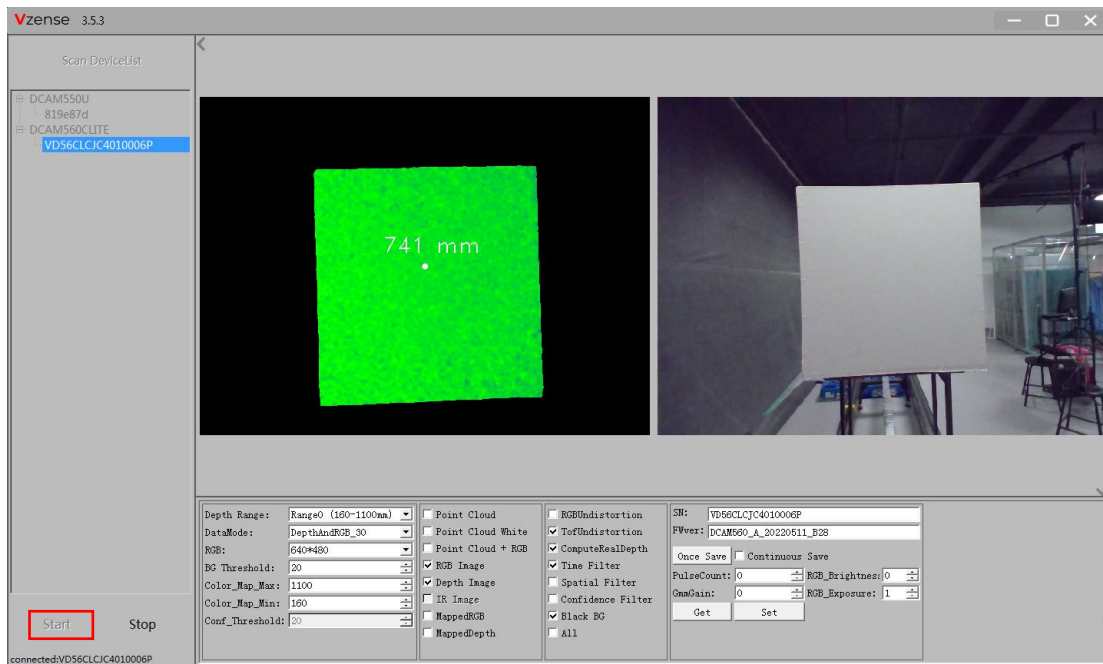 Vzense 3.5.3
Scan DeviceList
DCAM550U
819e87d
DCAM560CLITE
VD56CLCJC4010006P
741 mm
Depth Range: Range0 (160-1100mm)
DataMode: DepthAndRGB_30
RGB: 640*480
BG Threshold: 20
Color_Map_Max: 1100
Color_Map_Min: 160
Conf_Threshold: 20
Point Cloud
Point Cloud White
Point Cloud + RGB
RGB Image
Depth Image
IR Image
MappedRGB
MappedDepth
RGBUndistortion
TofUndistortion
ComputeRealDepth
Time Filter
Spatial Filter
Confidence Filter
Black BG
All
SN: VD56CLCJC4010006P
FWver: DCAM560_A_20220511_B28
Once Save Continuous Save
PulseCount: 0 RGB_Brightnes: 0
GmmGain: 0 RGB_Exposure: 1
Get Set
Start Stop
connected:VD56CLCJC4010006P